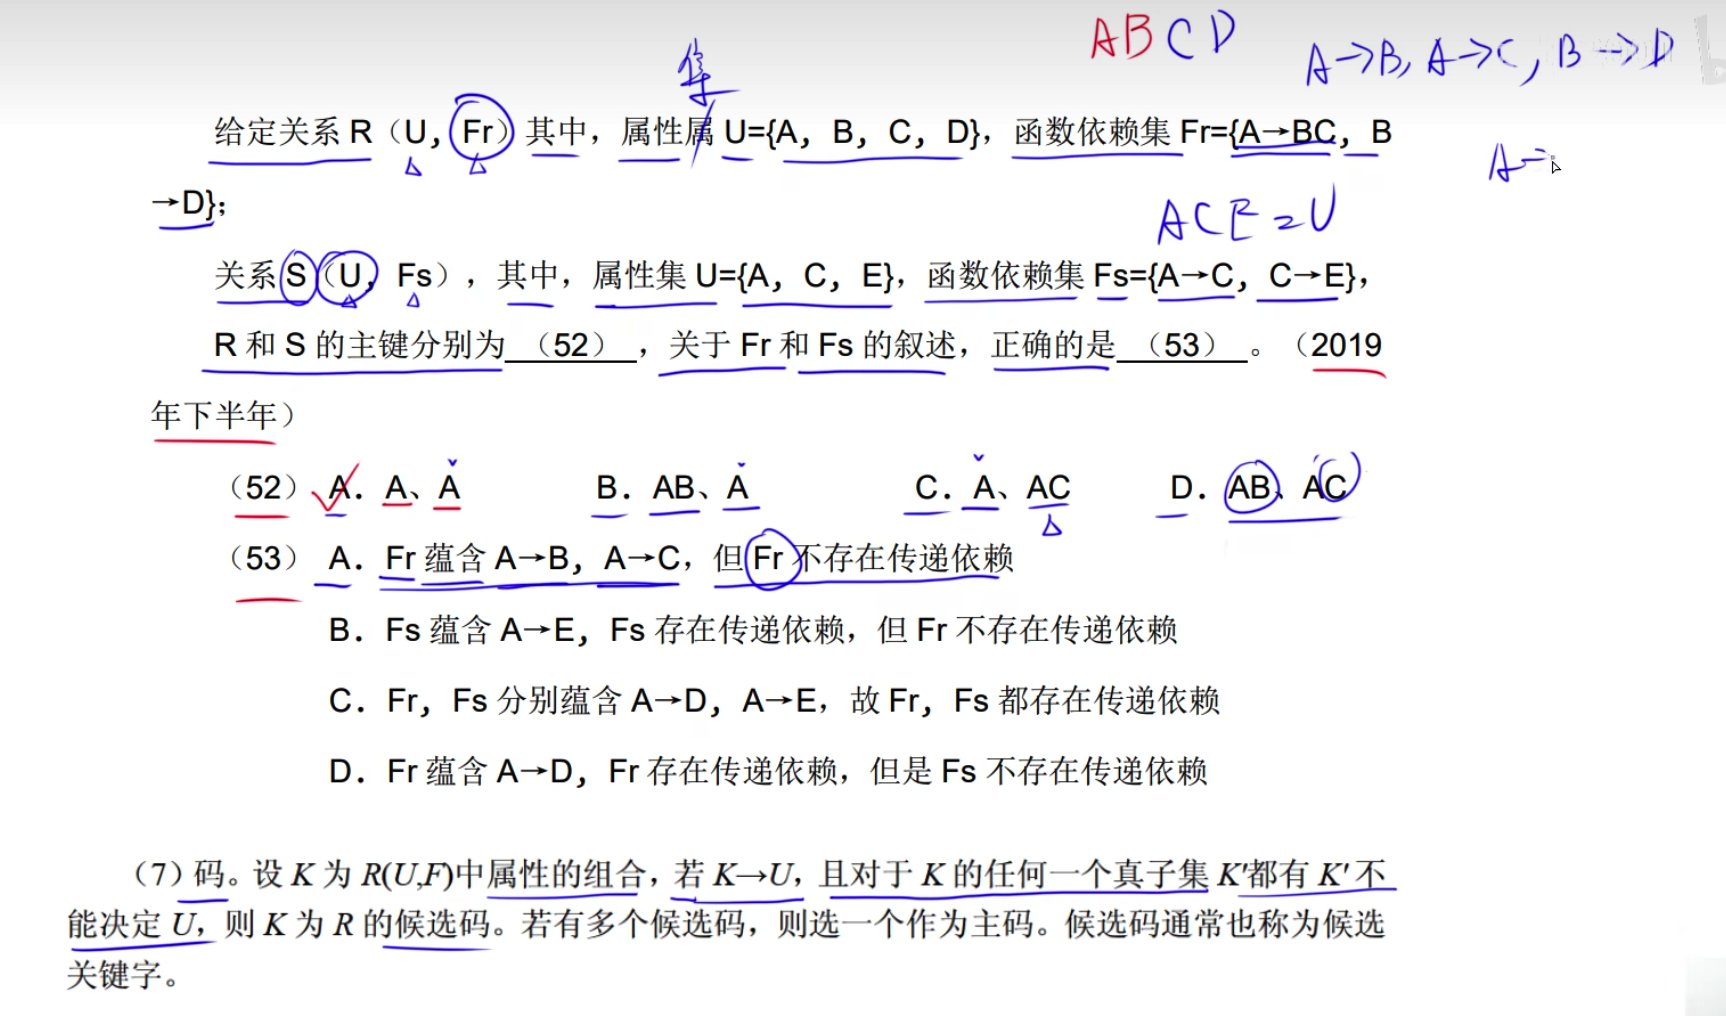 ABCD
A→B, A→C, B→D
集
给定关系 R（U，Fr）其中，属性属 U={A，B，C，D}，函数依赖集 Fr={A→BC，B
A→
→D}；
ACE=U
关系 S（U，Fs），其中，属性集 U={A，C，E}，函数依赖集 Fs={A→C，C→E}，
R 和 S 的主键分别为（52），关于 Fr 和 Fs 的叙述，正确的是（53）。（2019
年下半年）
（52）A．A、A B．AB、A C．A、AC D．AB、AC
（53）A．Fr 蕴含 A→B，A→C，但 Fr 不存在传递依赖
B．Fs 蕴含 A→E，Fs 存在传递依赖，但 Fr 不存在传递依赖
C．Fr，Fs 分别蕴含 A→D，A→E，故 Fr，Fs 都存在传递依赖
D．Fr 蕴含 A→D，Fr 存在传递依赖，但是 Fs 不存在传递依赖
（7）码。设 K 为 R(U,F)中属性的组合，若 K→U，且对于 K 的任何一个真子集 K'都有 K' 不
能决定 U，则 K 为 R 的候选码。若有多个候选码，则选一个作为主码。候选码通常也称为候选
关键字。